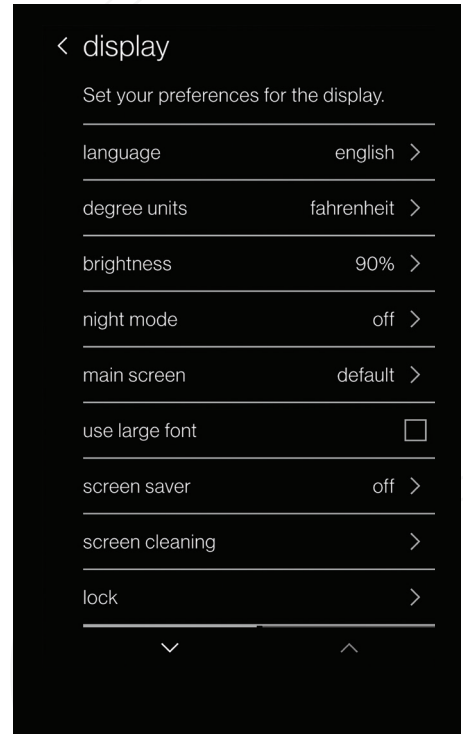 display
Set your preferences for the display.
language english
degree units fahrenheit
brightness 90%
night mode off
main screen default
use large font
screen saver off
screen cleaning
lock